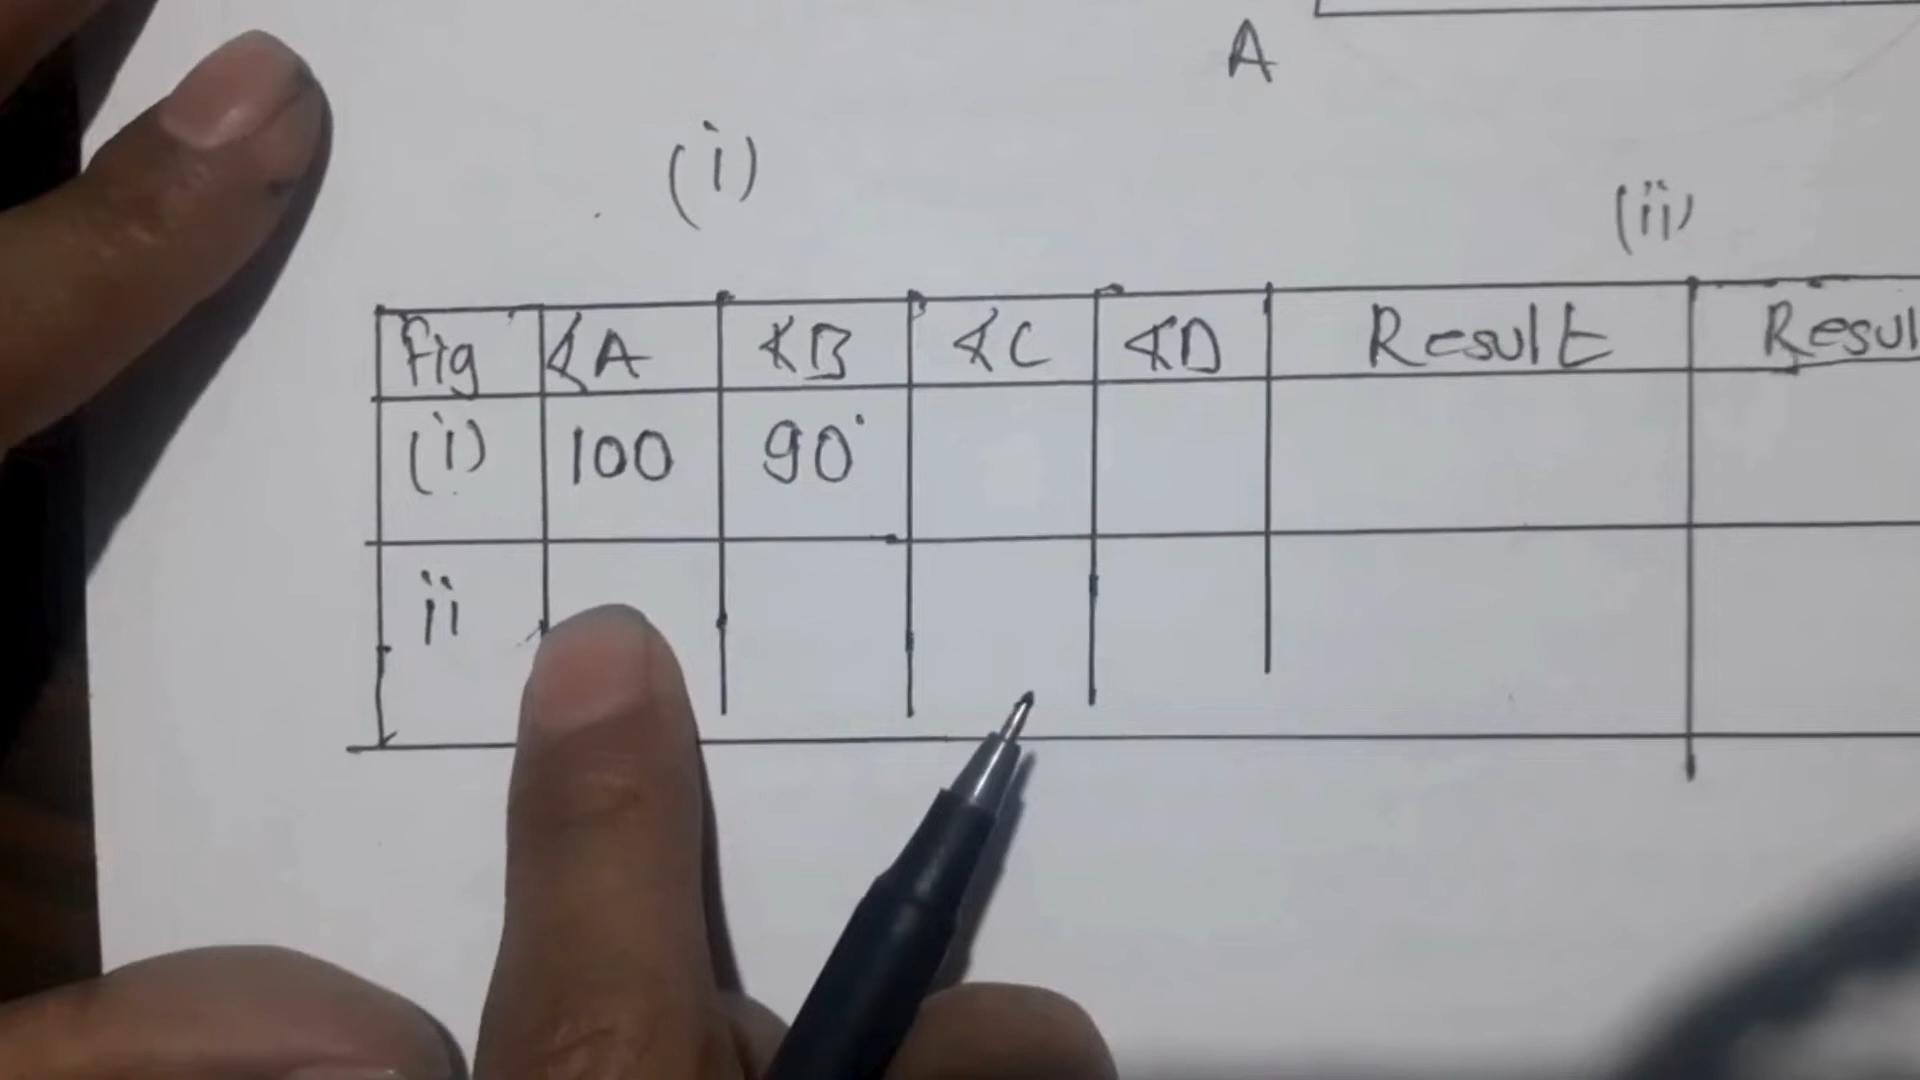 A
(i)
(ii)
Fig ∢A ∢B ∢C ∢D Result Resul
(i) 100 90°
ii